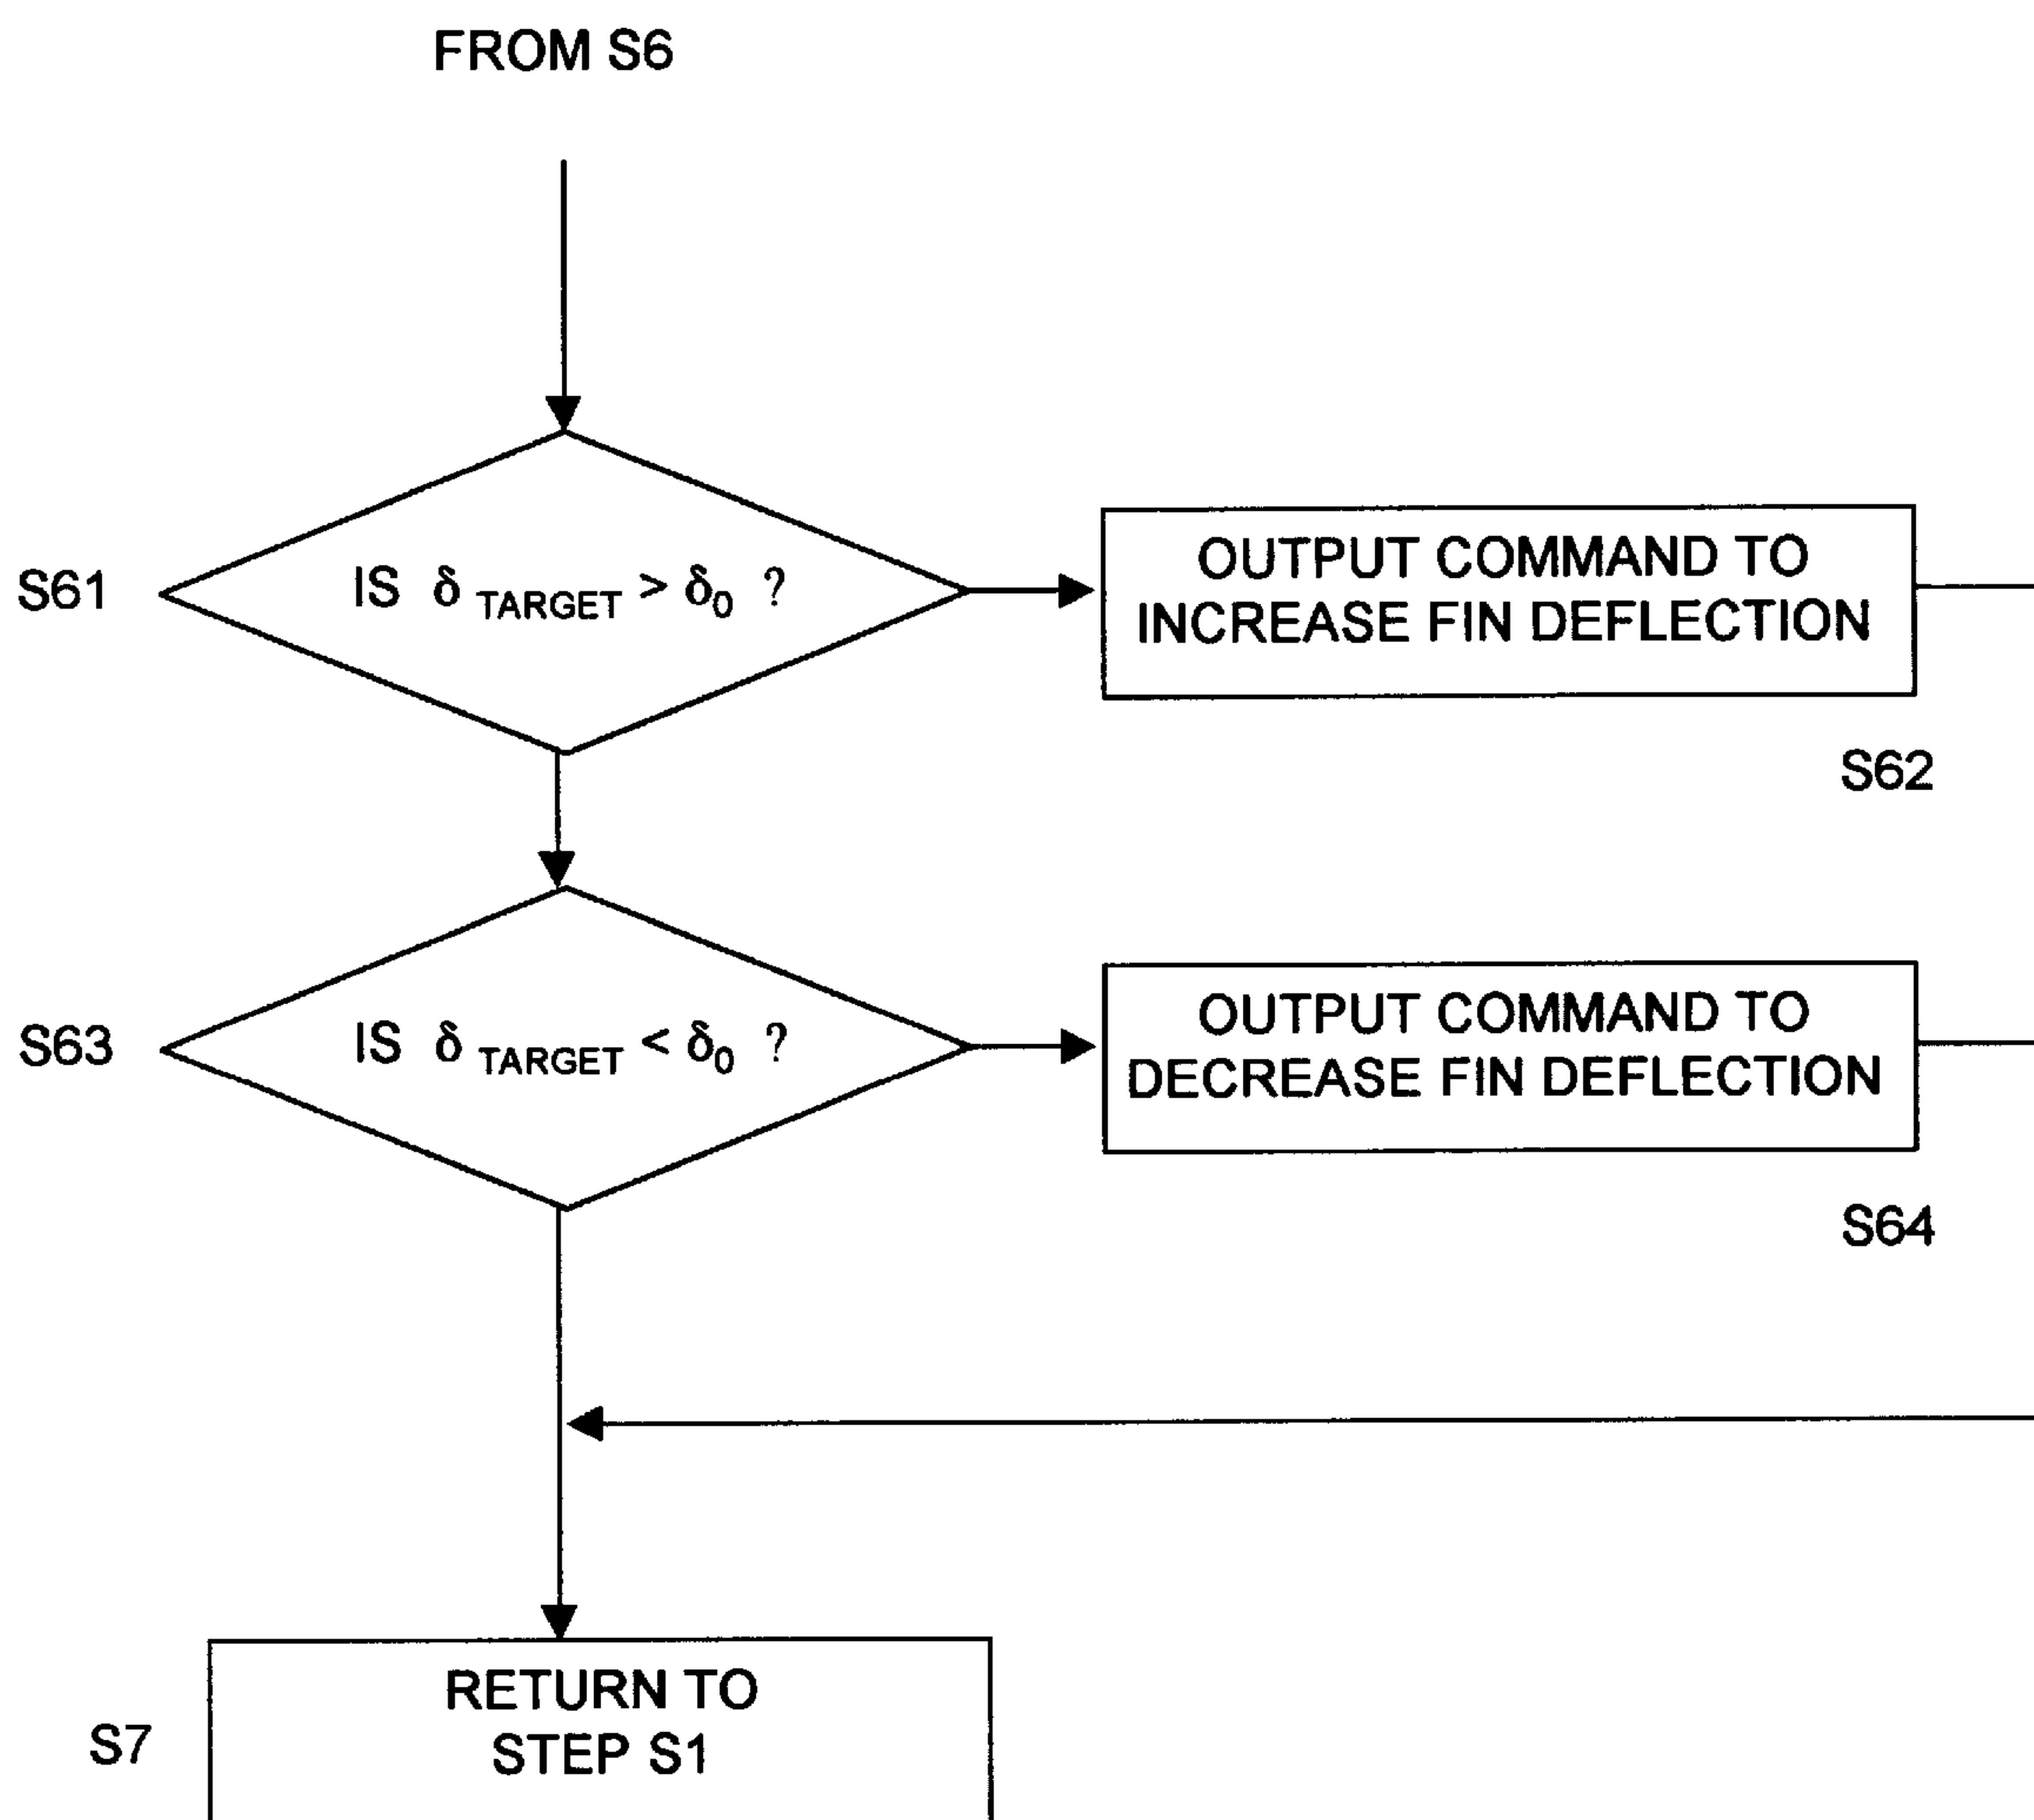 FROM S6
S61
IS δ TARGET > δ0 ?
OUTPUT COMMAND TO
INCREASE FIN DEFLECTION
S62
S63
IS δ TARGET < δ0 ?
OUTPUT COMMAND TO
DECREASE FIN DEFLECTION
S64
S7
RETURN TO
STEP S1